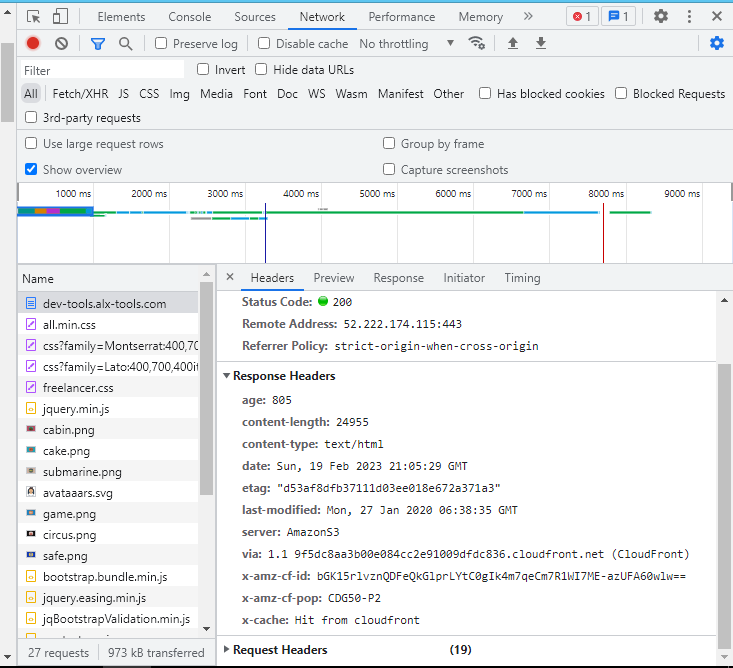 Elements Console Sources Network Performance Memory » 1 1
Preserve log Disable cache No throttling
Filter Invert Hide data URLs
All Fetch/XHR JS CSS Img Media Font Doc WS Wasm Manifest Other Has blocked cookies Blocked Requests
3rd-party requests
Use large request rows Group by frame
Show overview Capture screenshots
1000 ms 2000 ms 3000 ms 4000 ms 5000 ms 6000 ms 7000 ms 8000 ms 9000 ms
Name
dev-tools.alx-tools.com
all.min.css
css?family=Montserrat:400,70
css?family=Lato:400,700,400it
freelancer.css
jquery.min.js
cabin.png
cake.png
submarine.png
avataaars.svg
game.png
circus.png
safe.png
bootstrap.bundle.min.js
jquery.easing.min.js
jqBootstrapValidation.min.js
27 requests 973 kB transferred
× Headers Preview Response Initiator Timing
Status Code: 200
Remote Address: 52.222.174.115:443
Referrer Policy: strict-origin-when-cross-origin
Response Headers
age: 805
content-length: 24955
content-type: text/html
date: Sun, 19 Feb 2023 21:05:29 GMT
etag: "d53af8dfb37111d03ee018e672a371a3"
last-modified: Mon, 27 Jan 2020 06:38:35 GMT
server: AmazonS3
via: 1.1 9f5dc8aa3b00e084cc2e91009dfdc836.cloudfront.net (CloudFront)
x-amz-cf-id: bGK15rlvznQDFeQkGlprLYtC0gIk4m7qeCm7R1WI7ME-azUFA60wlw==
x-amz-cf-pop: CDG50-P2
x-cache: Hit from cloudfront
Request Headers (19)